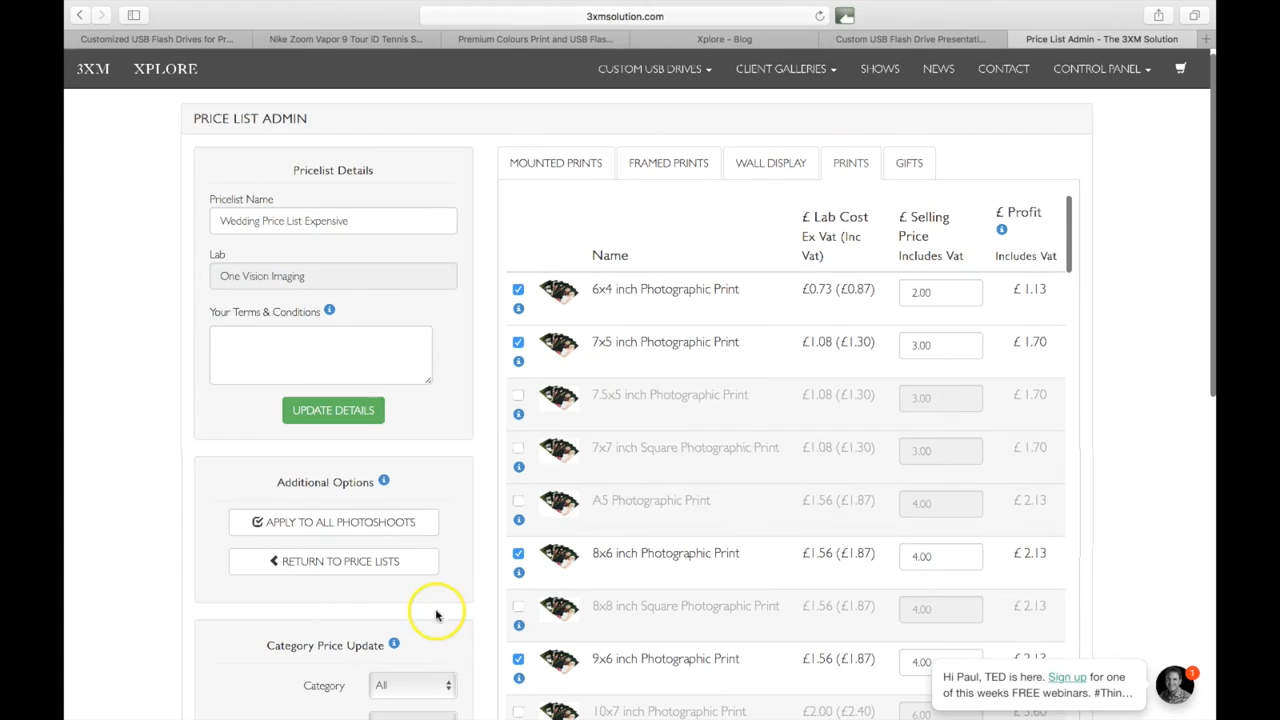 3xmsolution.com
Customized USB Flash Drives for Pr...
Nike Zoom Vapor 9 Tour iD Tennis S...
Premium Colours Print and USB Flas...
Xplore - Blog
Custom USB Flash Drive Presentati...
Price List Admin - The 3XM Solution
3XM XPLORE
CUSTOM USB DRIVES
CLIENT GALLERIES
SHOWS
NEWS
CONTACT
CONTROL PANEL
PRICE LIST ADMIN
Pricelist Details
Pricelist Name
Wedding Price List Expensive
Lab
One Vision Imaging
Your Terms & Conditions
UPDATE DETAILS
Additional Options
APPLY TO ALL PHOTOSHOOTS
RETURN TO PRICE LISTS
Category Price Update
Category All
MOUNTED PRINTS
FRAMED PRINTS
WALL DISPLAY
PRINTS
GIFTS
Name
£ Lab Cost
Ex Vat (Inc
Vat)
£ Selling
Price
Includes Vat
£ Profit
Includes Vat
6x4 inch Photographic Print £0.73 (£0.87) 2.00 £ 1.13
7x5 inch Photographic Print £1.08 (£1.30) 3.00 £ 1.70
7.5x5 inch Photographic Print £1.08 (£1.30) 3.00 £ 1.70
7x7 inch Square Photographic Print £1.08 (£1.30) 3.00 £ 1.70
A5 Photographic Print £1.56 (£1.87) 4.00 £ 2.13
8x6 inch Photographic Print £1.56 (£1.87) 4.00 £ 2.13
8x8 inch Square Photographic Print £1.56 (£1.87) 4.00 £ 2.13
9x6 inch Photographic Print £1.56 (£1.87) 4.00 £ 2.13
10x7 inch Photographic Print £2.00 (£2.40) 6.00 £ 3.60
Hi Paul, TED is here. Sign up for one
of this weeks FREE webinars. #Thin...
1